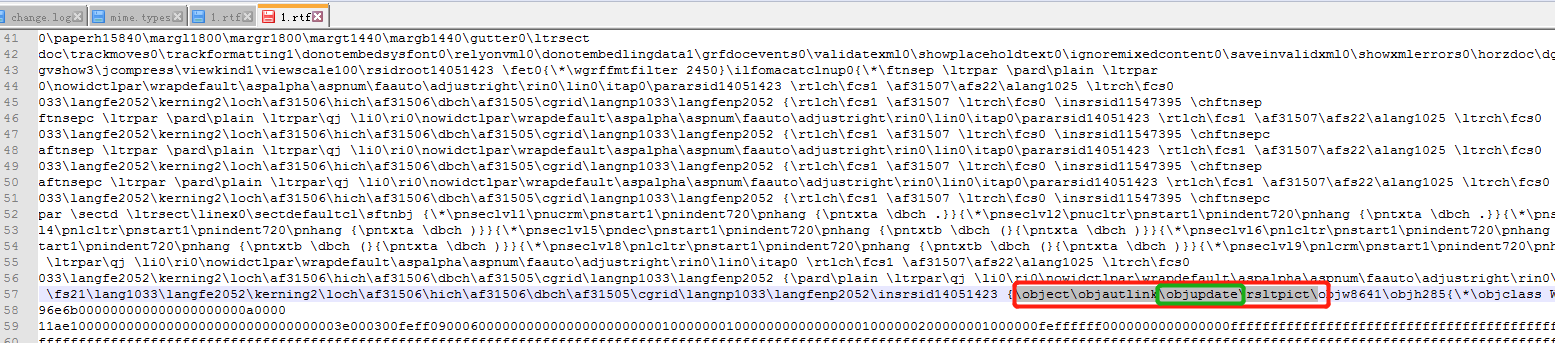 change.log mime.types 1.rtf 1.rtf
41 0\paperh15840\margl1800\margr1800\margt1440\margb1440\gutter0\ltrsect
42 doc\trackmoves0\trackformatting1\donotembedsysfont0\relyonvml0\donotembedlingdata1\grfdocevents0\validatexml0\showplaceholdtext0\ignoremixedcontent0\saveinvalidxml0\showxmlerrors0\horzdoc\dg
43 gvshow3\jcompress\viewkind1\viewscale100\rsidroot14051423 \fet0{\*\wgrffmtfilter 2450}\ilfomacatclnup0{\*\ftnsep \ltrpar \pard\plain \ltrpar
44 0\nowidctlpar\wrapdefault\aspalpha\aspnum\faauto\adjustright\rin0\lin0\itap0\pararsid14051423 \rtlch\fcs1 \af31507\afs22\alang1025 \ltrch\fcs0
45 033\langfe2052\kerning2\loch\af31506\hich\af31506\dbch\af31505\cgrid\langnp1033\langfenp2052 {\rtlch\fcs1 \af31507 \ltrch\fcs0 \insrsid11547395 \chftnsep
46 ftnsepc \ltrpar \pard\plain \ltrpar\qj \li0\ri0\nowidctlpar\wrapdefault\aspalpha\aspnum\faauto\adjustright\rin0\lin0\itap0\pararsid14051423 \rtlch\fcs1 \af31507\afs22\alang1025 \ltrch\fcs0
47 033\langfe2052\kerning2\loch\af31506\hich\af31506\dbch\af31505\cgrid\langnp1033\langfenp2052 {\rtlch\fcs1 \af31507 \ltrch\fcs0 \insrsid11547395 \chftnsepc
48 aftnsep \ltrpar \pard\plain \ltrpar\qj \li0\ri0\nowidctlpar\wrapdefault\aspalpha\aspnum\faauto\adjustright\rin0\lin0\itap0\pararsid14051423 \rtlch\fcs1 \af31507\afs22\alang1025 \ltrch\fcs0
49 033\langfe2052\kerning2\loch\af31506\hich\af31506\dbch\af31505\cgrid\langnp1033\langfenp2052 {\rtlch\fcs1 \af31507 \ltrch\fcs0 \insrsid11547395 \chftnsep
50 aftnsepc \ltrpar \pard\plain \ltrpar\qj \li0\ri0\nowidctlpar\wrapdefault\aspalpha\aspnum\faauto\adjustright\rin0\lin0\itap0\pararsid14051423 \rtlch\fcs1 \af31507\afs22\alang1025 \ltrch\fcs0
51 033\langfe2052\kerning2\loch\af31506\hich\af31506\dbch\af31505\cgrid\langnp1033\langfenp2052 {\rtlch\fcs1 \af31507 \ltrch\fcs0 \insrsid11547395 \chftnsepc
52 par \sectd \ltrsect\linex0\sectdefaultcl\sftnbj {\*\pnseclvl1\pnucrm\pnstart1\pnindent720\pnhang {\pntxta \dbch .}}{\*\pnseclvl2\pnucltr\pnstart1\pnindent720\pnhang {\pntxta \dbch .}}{\*\pn
53 l4\pnlcltr\pnstart1\pnindent720\pnhang {\pntxta \dbch )}}{\*\pnseclvl5\pndec\pnstart1\pnindent720\pnhang {\pntxtb \dbch (}{\pntxta \dbch )}}{\*\pnseclvl6\pnlcltr\pnstart1\pnindent720\pnhang
54 tart1\pnindent720\pnhang {\pntxtb \dbch (}{\pntxta \dbch )}}{\*\pnseclvl8\pnlcltr\pnstart1\pnindent720\pnhang {\pntxtb \dbch (}{\pntxta \dbch )}}{\*\pnseclvl9\pnlcrm\pnstart1\pnindent720\pnh
55 \ltrpar\qj \li0\ri0\nowidctlpar\wrapdefault\aspalpha\aspnum\faauto\adjustright\rin0\lin0\itap0 \rtlch\fcs1 \af31507\afs22\alang1025 \ltrch\fcs0
56 033\langfe2052\kerning2\loch\af31506\hich\af31506\dbch\af31505\cgrid\langnp1033\langfenp2052 {\pard\plain \ltrpar\qj \li0\ri0\nowidctlpar\wrapdefault\aspalpha\aspnum\faauto\adjustright\rin0\
57 \fs21\lang1033\langfe2052\kerning2\loch\af31506\hich\af31506\dbch\af31505\cgrid\langnp1033\langfenp2052\insrsid14051423 {\object\objautlink\objupdate\rsltpict\objw8641\objh285{\*\objclass W
58 96e6b0000000000000000000a0000
59 11ae10000000000000000000000000000000003e000300feff0900060000000000000000000000010000000100000000000000001000000200000001000000feffffff0000000000000000ffffffffffffffffffffffffffffffffffffffffffffffff